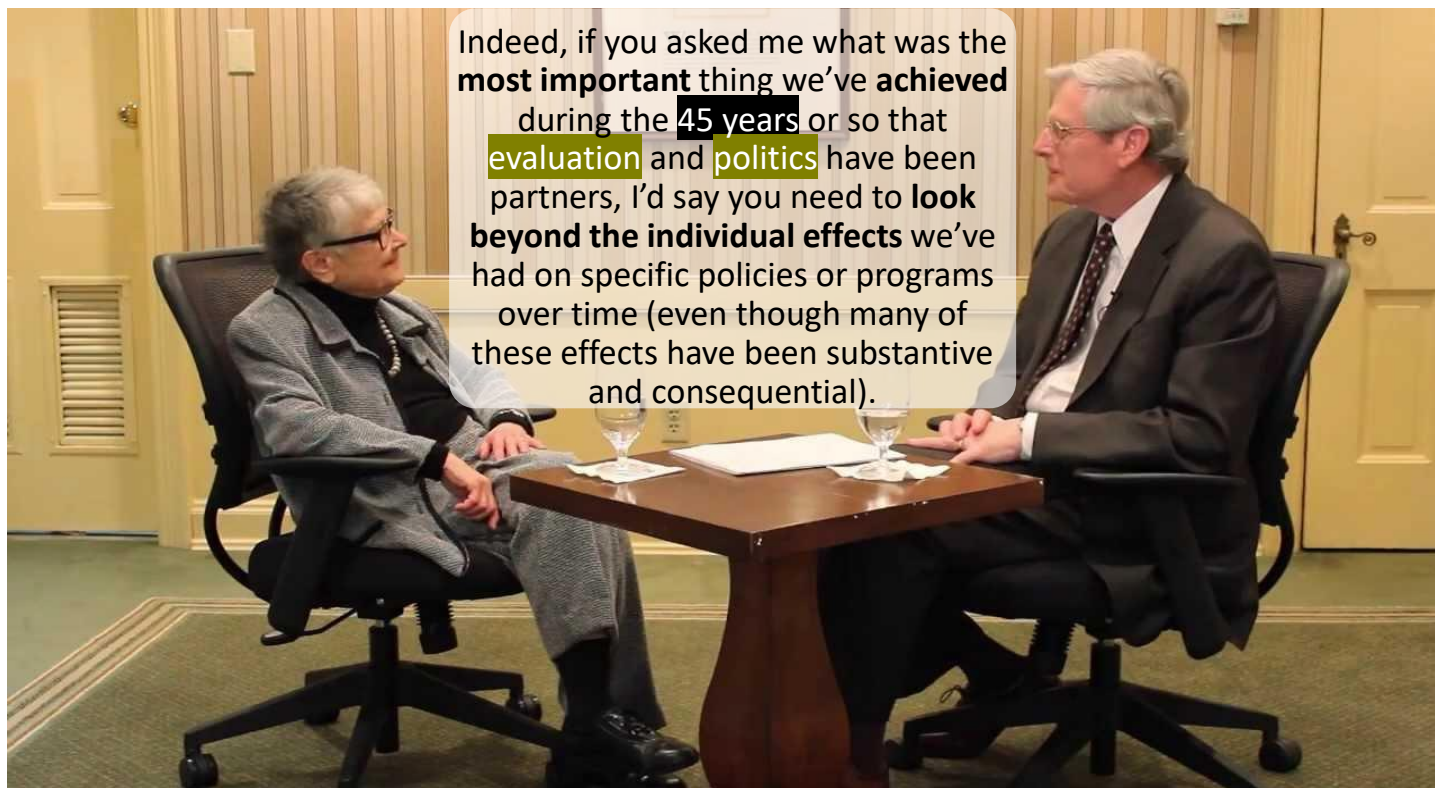 Indeed, if you asked me what was the
most important thing we’ve achieved
during the 45 years or so that
evaluation and politics have been
partners, I’d say you need to look
beyond the individual effects we’ve
had on specific policies or programs
over time (even though many of
these effects have been substantive
and consequential).